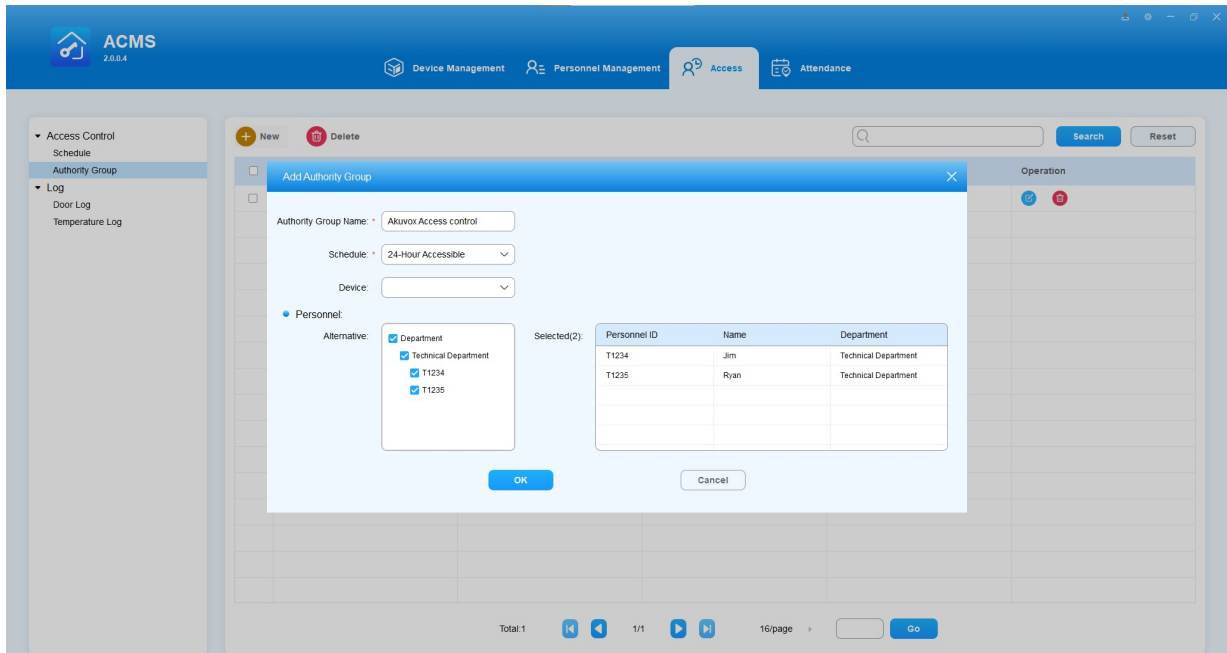 ACMS
2.0.0.4
Device Management
Personnel Management
Access
Attendance
Access Control
Schedule
Authority Group
Log
Door Log
Temperature Log
New
Delete
Search
Reset
Operation
Add Authority Group
Authority Group Name: *
Akuvox Access control
Schedule: *
24-Hour Accessible
Device:
Personnel:
Alternative:
Department
Technical Department
T1234
T1235
Selected(2):
Personnel ID Name Department
T1234 Jim Technical Department
T1235 Ryan Technical Department
OK
Cancel
Total:1
1/1
16/page
Go